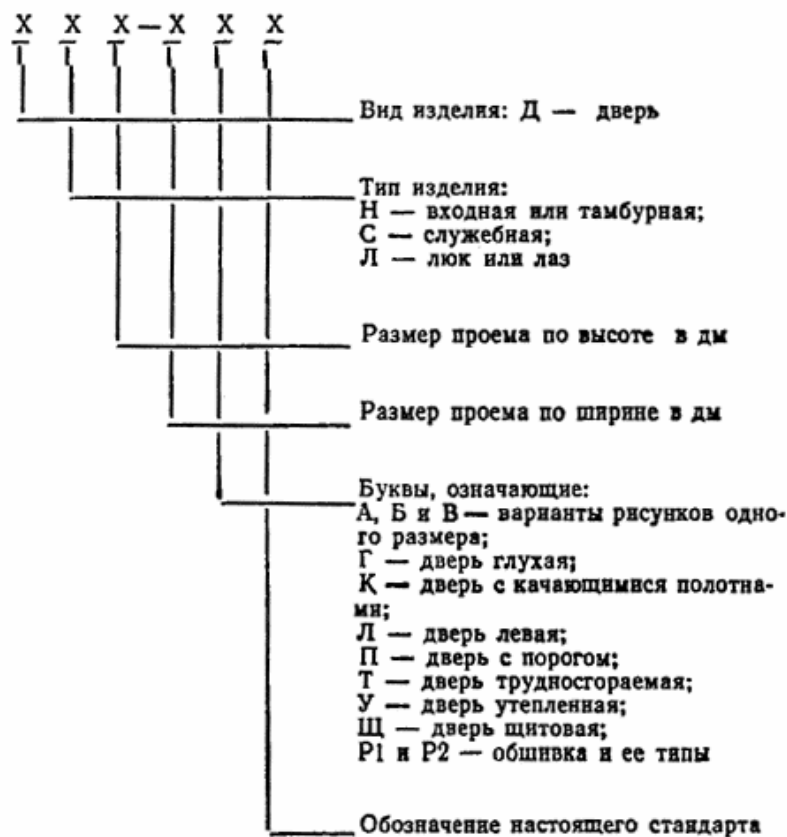 X X X — X X X
Вид изделия: Д — дверь
Тип изделия:
Н — входная или тамбурная;
С — служебная;
Л — люк или лаз
Размер проема по высоте в дм
Размер проема по ширине в дм
Буквы, означающие:
А, Б и В — варианты рисунков одно-
го размера;
Г — дверь глухая;
К — дверь с качающимися полотна-
ми;
Л — дверь левая;
П — дверь с порогом;
Т — дверь трудносгораемая;
У — дверь утепленная;
Щ — дверь щитовая;
Р1 и Р2 — обшивка и ее типы
Обозначение настоящего стандарта